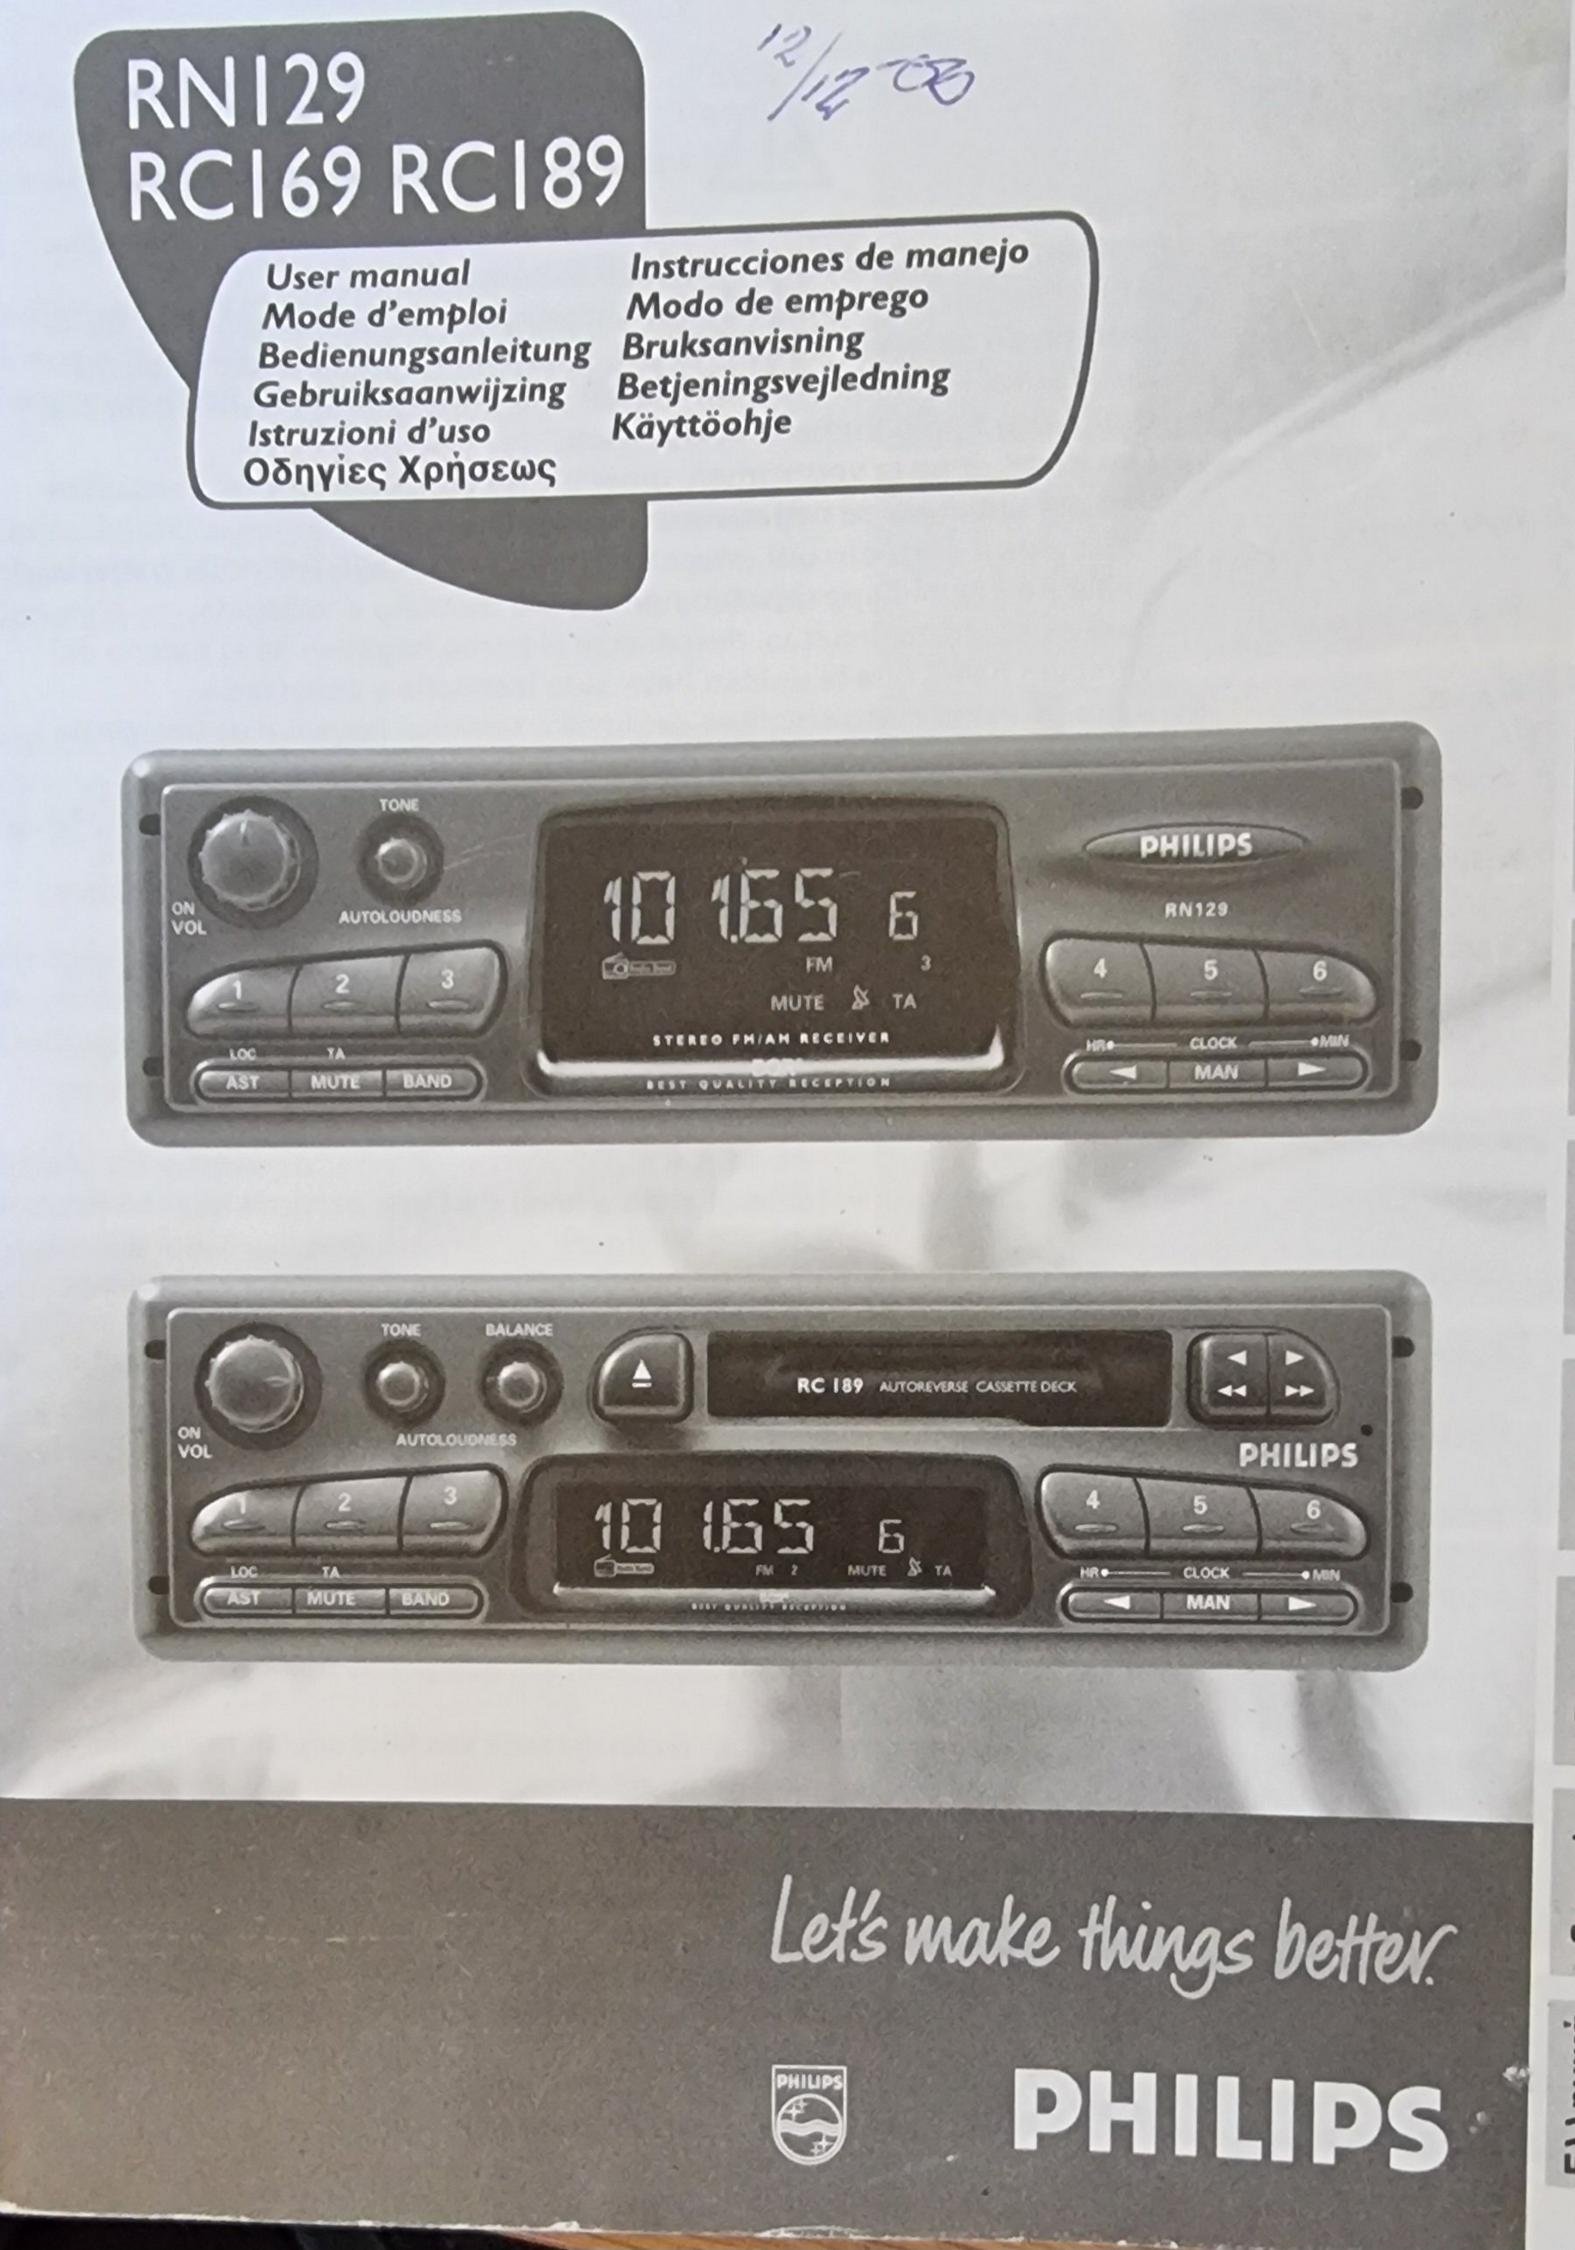 RN129
RC169 RC189
12/12
User manual
Mode d'emploi
Bedienungsanleitung
Gebruiksaanwijzing
Istruzioni d'uso
Οδηγίες Χρήσεως
Instrucciones de manejo
Modo de emprego
Bruksanvisning
Betjeningsvejledning
Käyttöohje
TONE
ON
VOL
AUTOLOUDNESS
1 2 3
LOC TA
AST MUTE BAND
101.65 6
FM 3
MUTE TA
STEREO FM/AM RECEIVER
BEST QUALITY RECEPTION
PHILIPS
RN129
4 5 6
HR CLOCK MIN
MAN
TONE BALANCE
ON
VOL
AUTOLOUDNESS
RC 189 AUTOREVERSE CASSETTE DECK
PHILIPS
1 2 3
LOC TA
AST MUTE BAND
101.65 6
FM 2 MUTE TA
BEST QUALITY RECEPTION
4 5 6
HR CLOCK MIN
MAN
Let's make things better.
PHILIPS
PHILIPS